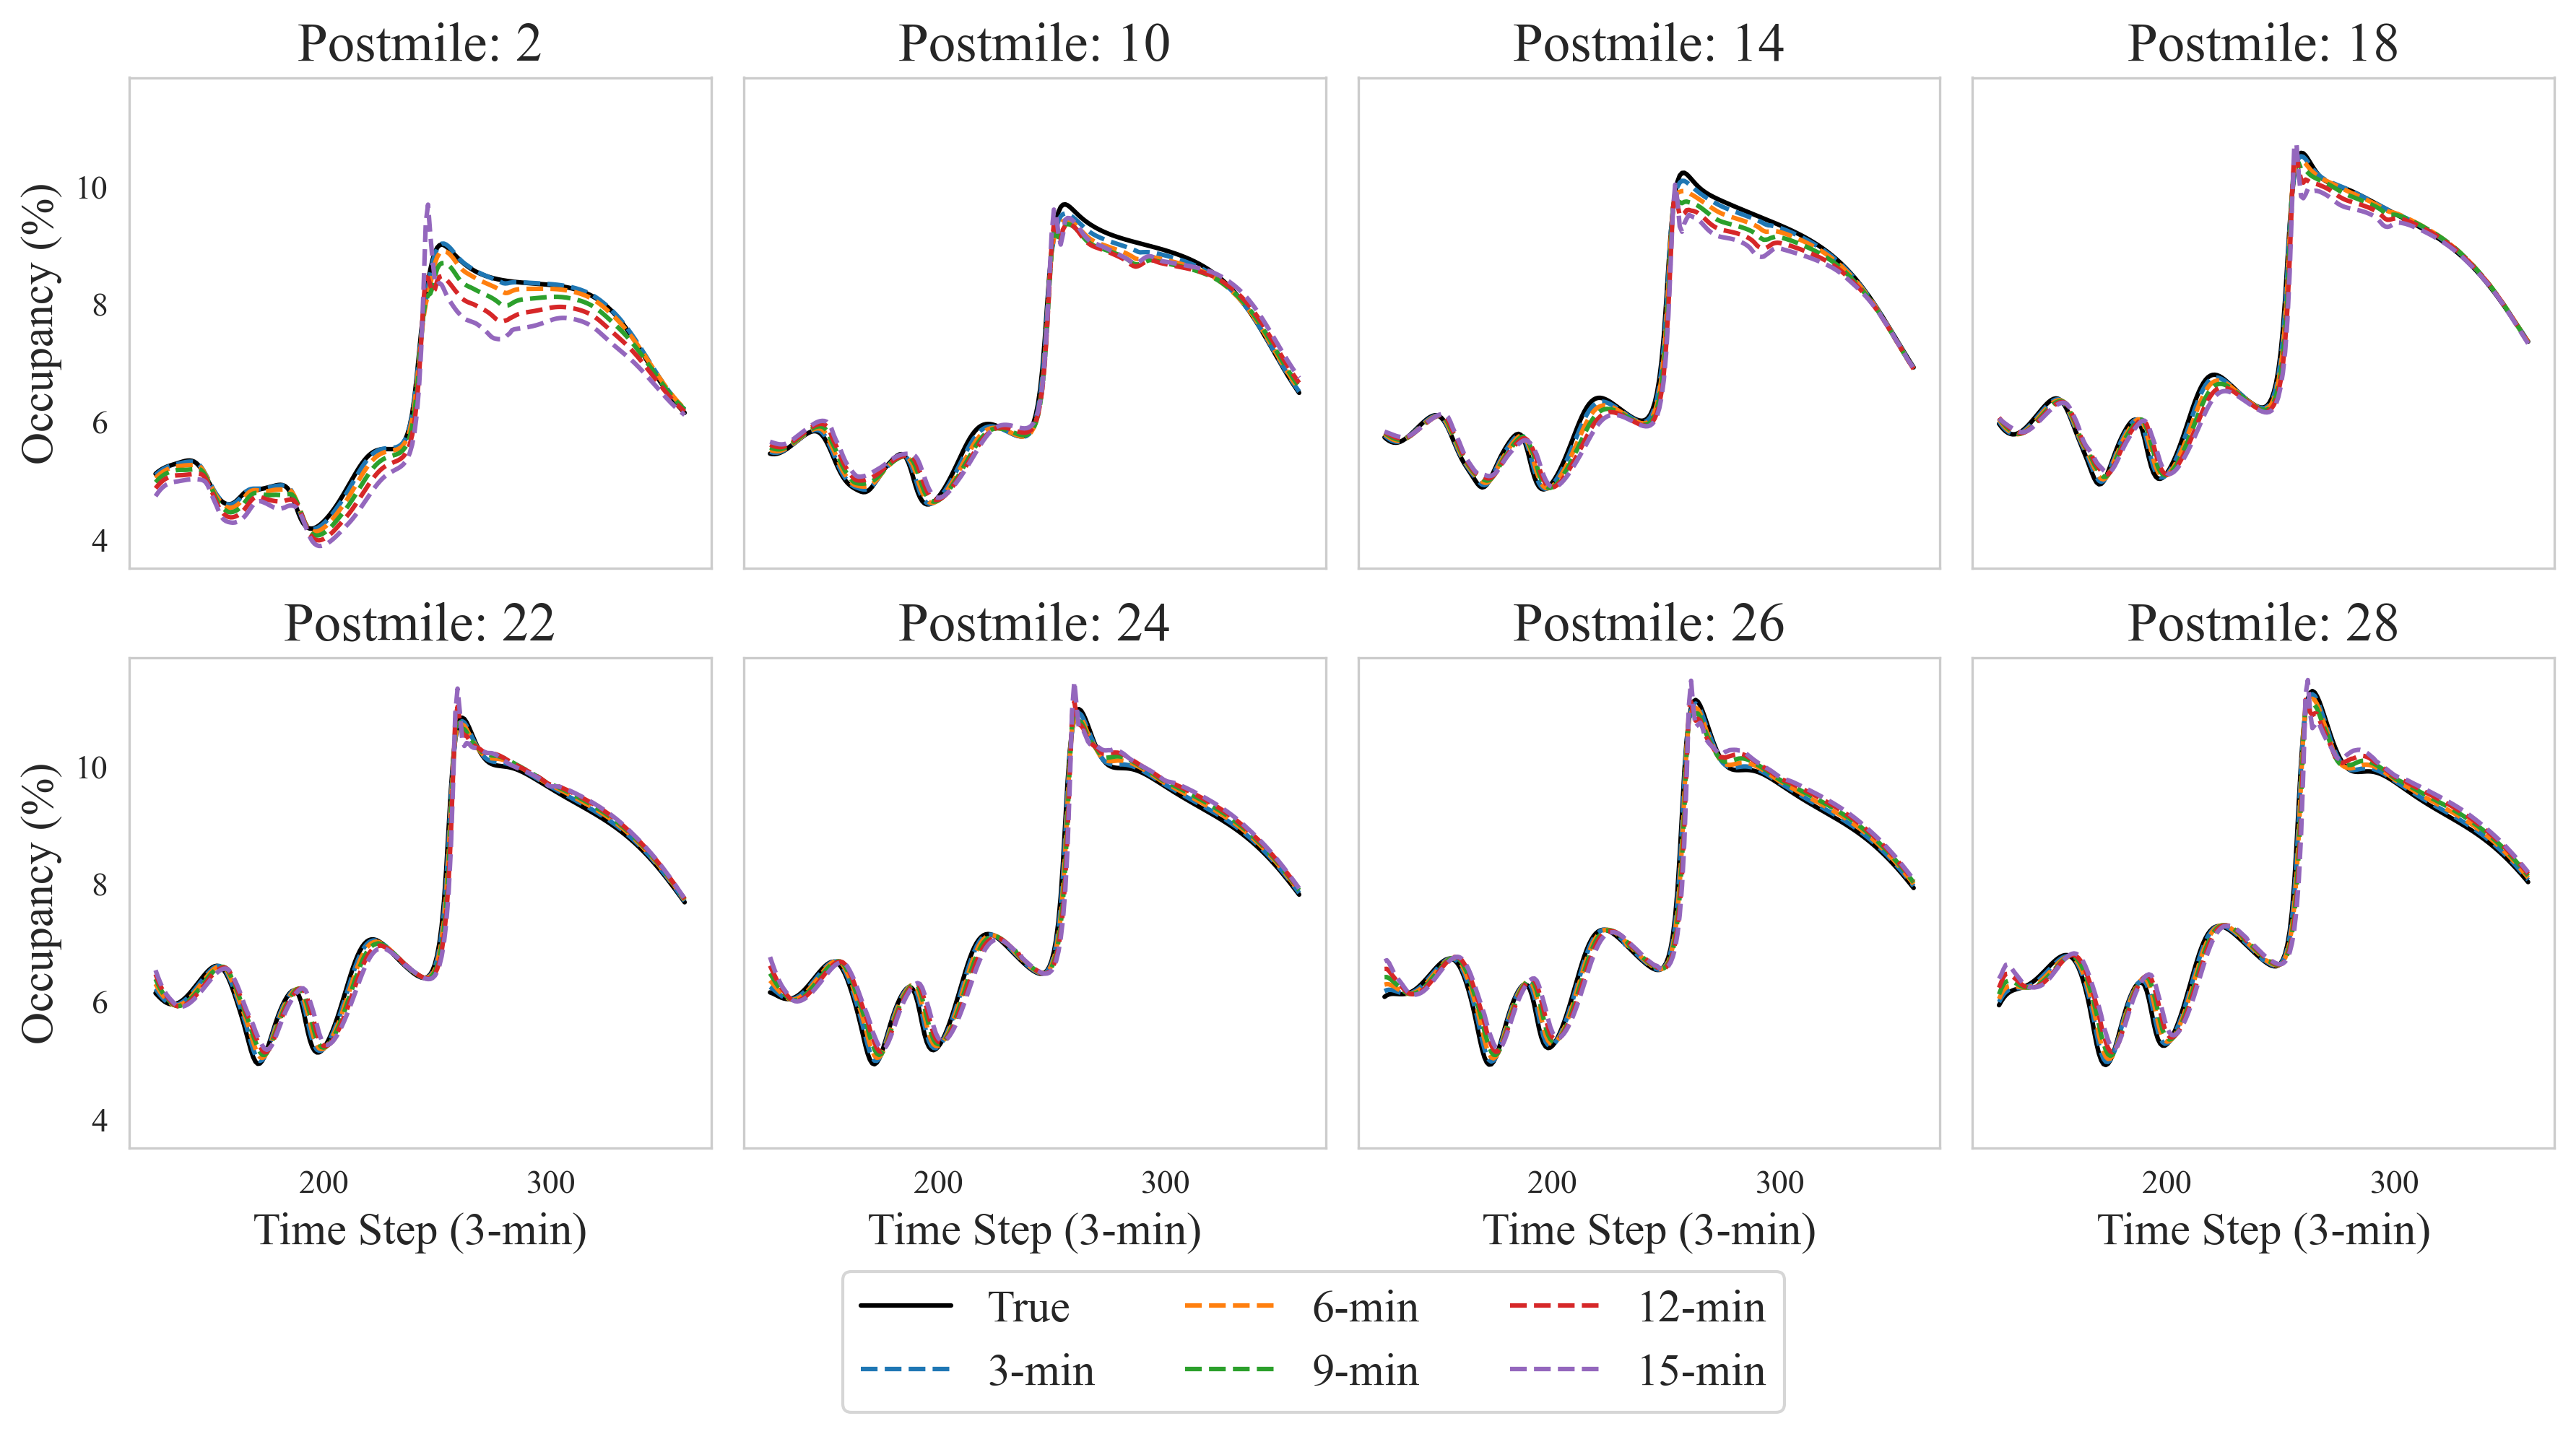 Postmile: 2
Postmile: 10
Postmile: 14
Postmile: 18
Occupancy (%)
10
8
6
4
Postmile: 22
Postmile: 24
Postmile: 26
Postmile: 28
Occupancy (%)
10
8
6
4
200 300
200 300
200 300
200 300
Time Step (3-min)
Time Step (3-min)
Time Step (3-min)
Time Step (3-min)
True
6-min
12-min
3-min
9-min
15-min